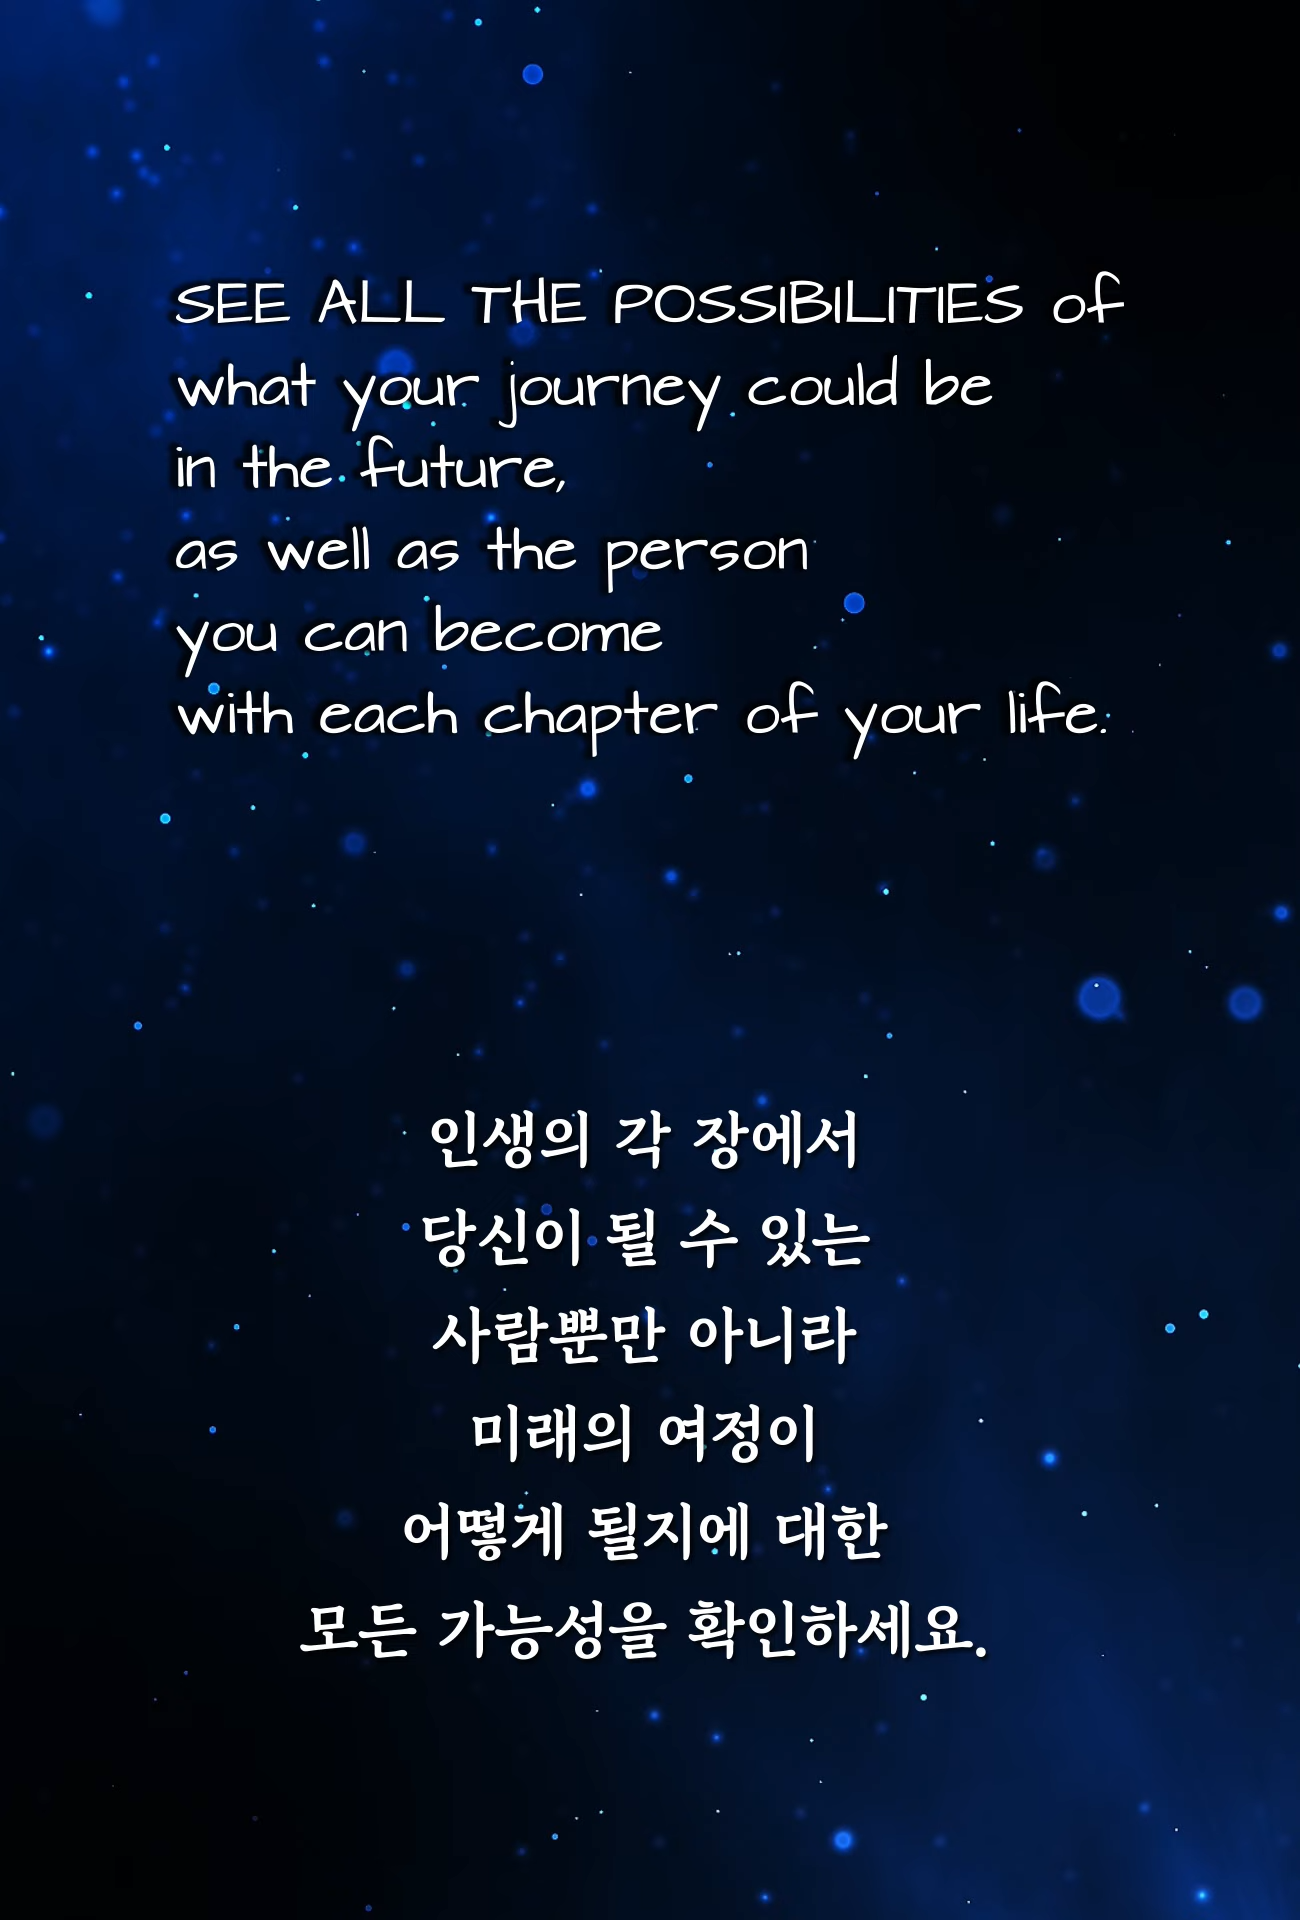 SEE ALL THE POSSIBILITIES of
what your journey could be
in the future,
as well as the person
you can become
with each chapter of your life.
인생의 각 장에서
당신이 될 수 있는
사람뿐만 아니라
미래의 여정이
어떻게 될지에 대한
모든 가능성을 확인하세요.